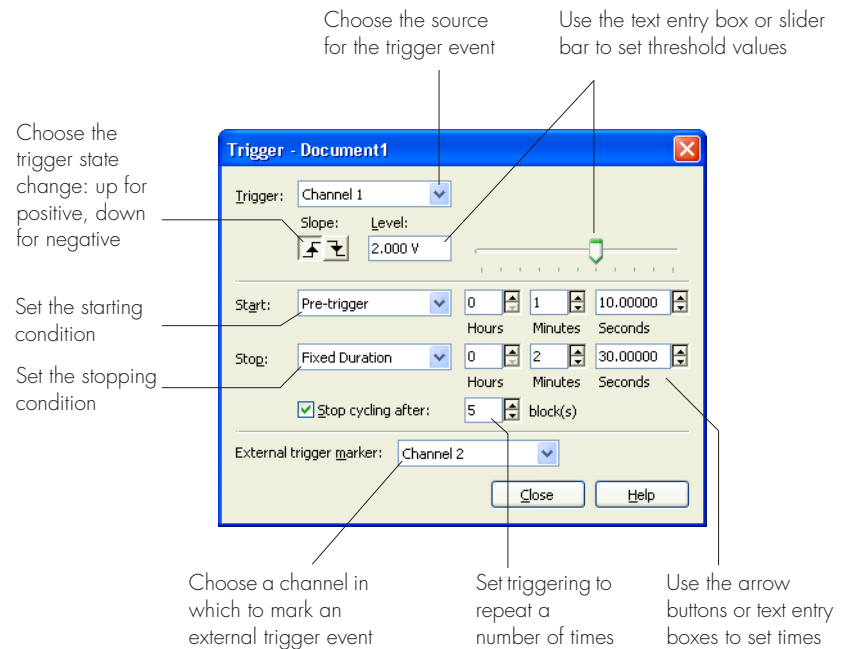 Choose the source
for the trigger event
Use the text entry box or slider
bar to set threshold values
Choose the
trigger state
change: up for
positive, down
for negative
Set the starting
condition
Set the stopping
condition
Trigger - Document1
Trigger: Channel 1
Slope: Level:
2.000 V
Start: Pre-trigger 0 1 10.00000
Hours Minutes Seconds
Stop: Fixed Duration 0 2 30.00000
Hours Minutes Seconds
Stop cycling after: 5 block(s)
External trigger marker: Channel 2
Close Help
Choose a channel in
which to mark an
external trigger event
Set triggering to
repeat a
number of times
Use the arrow
buttons or text entry
boxes to set times